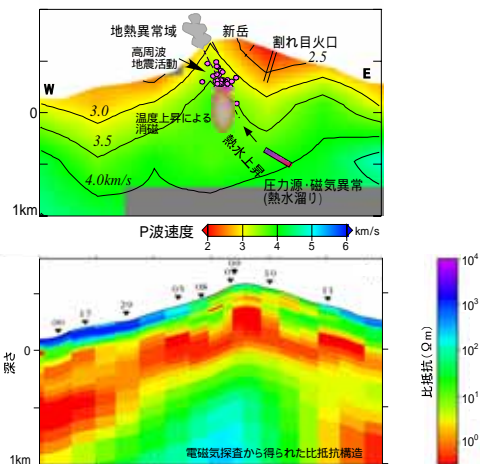 地熱異常域
新岳
割れ目火口
高周波
地震活動
2.5
W
E
0
3.0
温度上昇による
消磁
3.5
熱水上昇
4.0km/s
圧力源・磁気異常
(熱水溜り)
1km
P波速度
km/s
2 3 4 5 6
10⁴
10³
10²
10¹
10⁰
比抵抗(Ωm)
深さ
0
29
10
11
電磁気探査から得られた比抵抗構造
1km